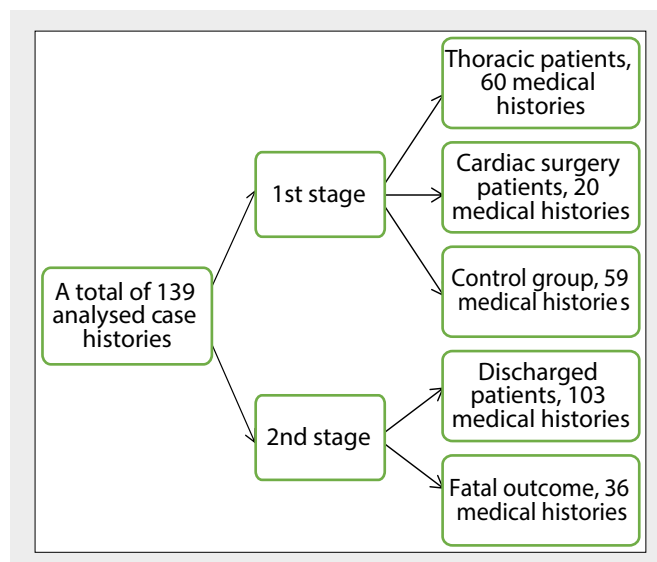 A total of 139
analysed case
histories
1st stage
2nd stage
Thoracic patients,
60 medical
histories
Cardiac surgery
patients, 20
medical histories
Control group, 59
medical histories
Discharged
patients, 103
medical histories
Fatal outcome, 36
medical histories